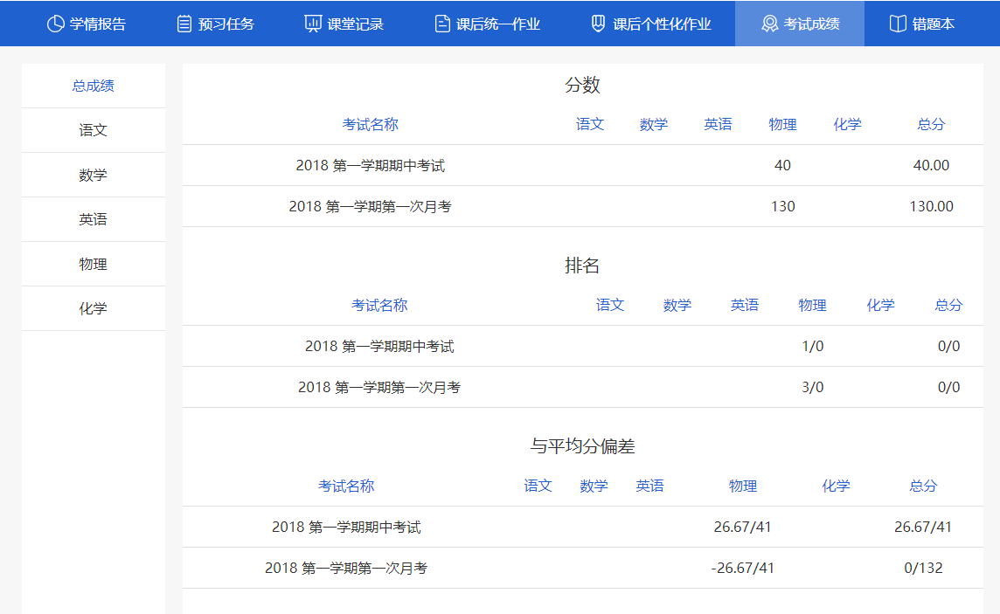 学情报告 预习任务 课堂记录 课后统一作业 课后个性化作业 考试成绩 错题本
总成绩
语文
数学
英语
物理
化学
分数
考试名称 语文 数学 英语 物理 化学 总分
2018 第一学期期中考试 40 40.00
2018 第一学期第一次月考 130 130.00
排名
考试名称 语文 数学 英语 物理 化学 总分
2018 第一学期期中考试 1/0 0/0
2018 第一学期第一次月考 3/0 0/0
与平均分偏差
考试名称 语文 数学 英语 物理 化学 总分
2018 第一学期期中考试 26.67/41 26.67/41
2018 第一学期第一次月考 -26.67/41 0/132